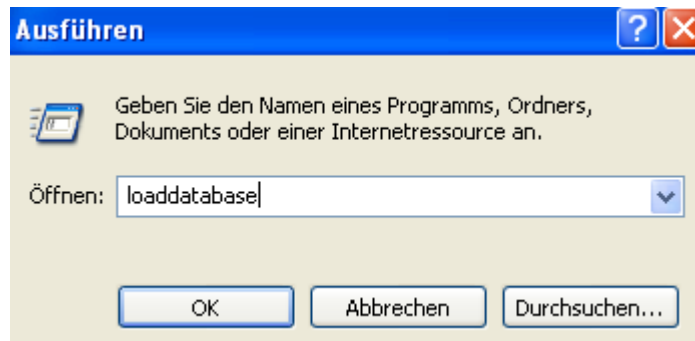 Ausführen
Geben Sie den Namen eines Programms, Ordners,
Dokuments oder einer Internetressource an.
Öffnen: loaddatabase
OK Abbrechen Durchsuchen...